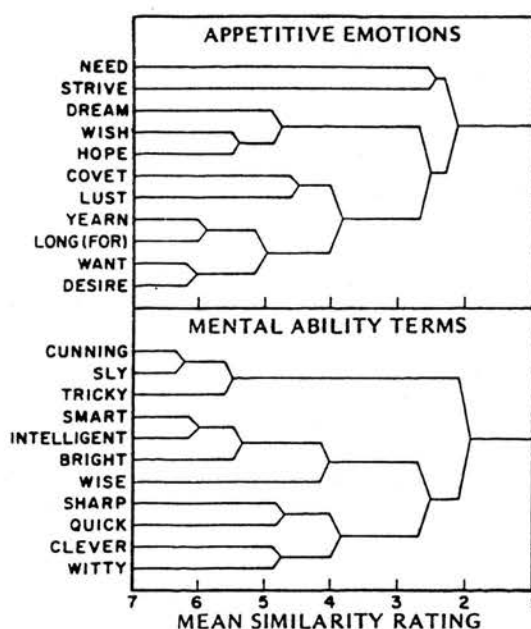 APPETITIVE EMOTIONS
NEED
STRIVE
DREAM
WISH
HOPE
COVET
LUST
YEARN
LONG (FOR)
WANT
DESIRE
MENTAL ABILITY TERMS
CUNNING
SLY
TRICKY
SMART
INTELLIGENT
BRIGHT
WISE
SHARP
QUICK
CLEVER
WITTY
7 6 5 4 3 2
MEAN SIMILARITY RATING